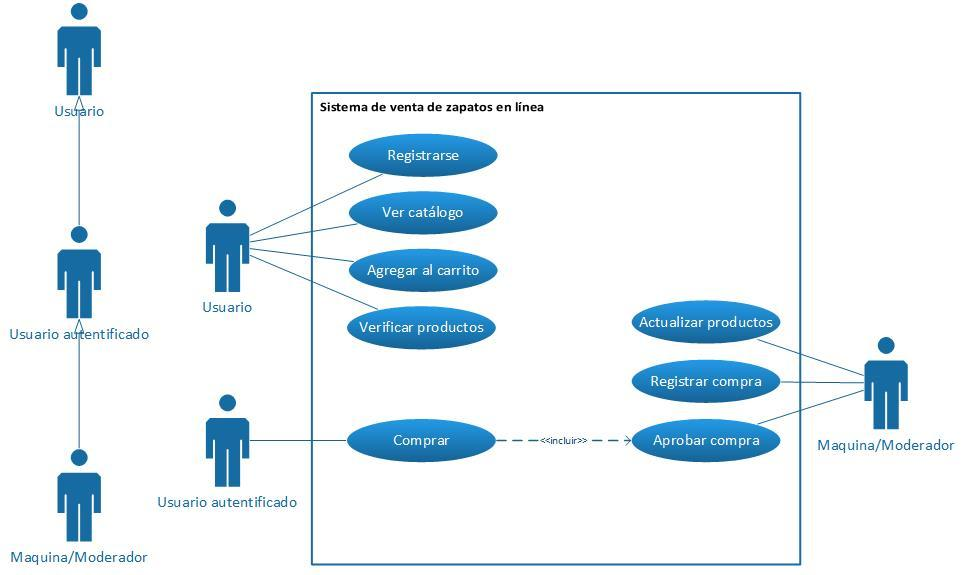 Usuario
Usuario autentificado
Maquina/Moderador
Usuario
Usuario autentificado
Sistema de venta de zapatos en línea
Registrarse
Ver catálogo
Agregar al carrito
Verificar productos
Comprar
<<incluir>>
Actualizar productos
Registrar compra
Aprobar compra
Maquina/Moderador